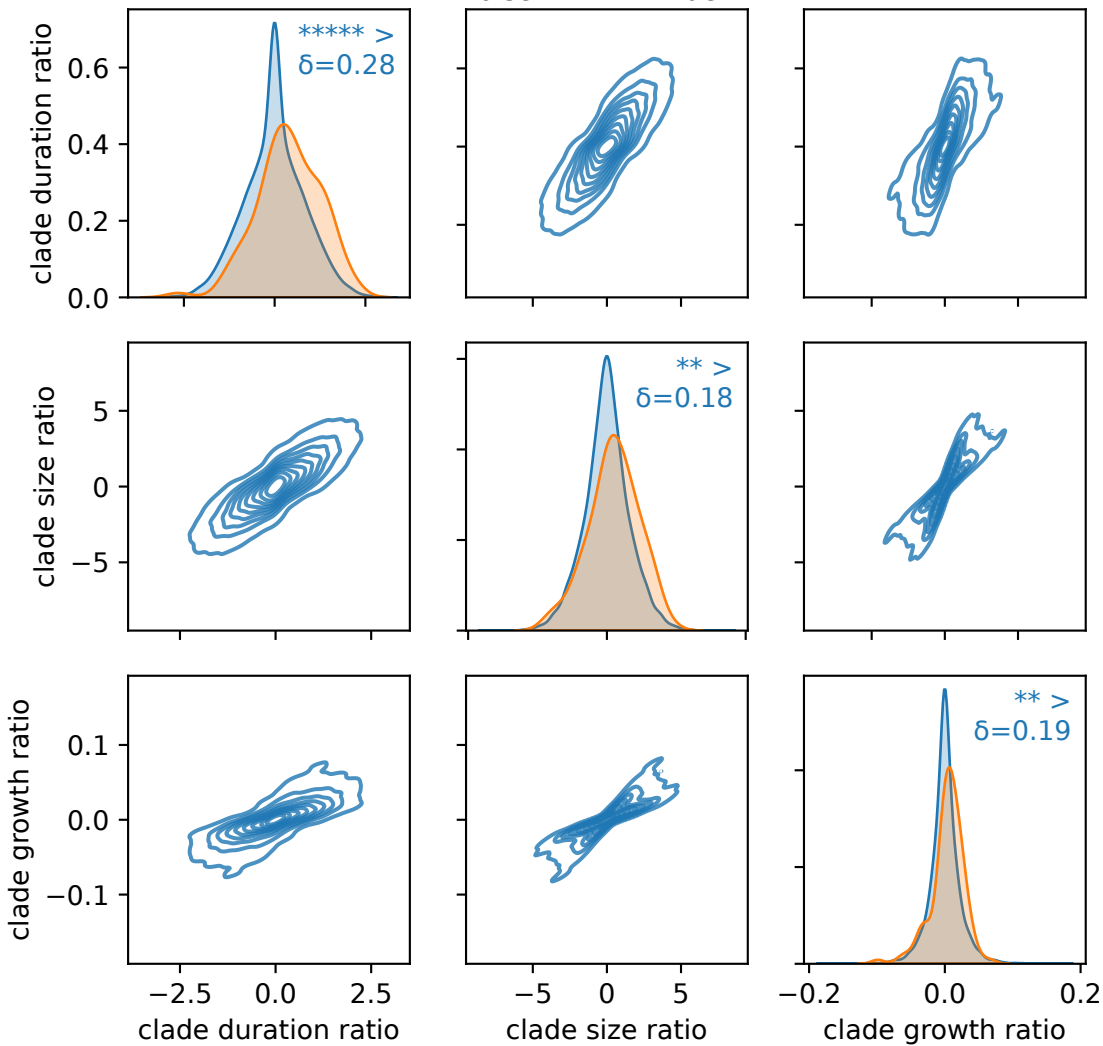 clade duration ratio
0.6
0.4
0.2
0.0
***** >
δ=0.28
clade size ratio
5
0
−5
** >
δ=0.18
clade growth ratio
0.1
0.0
−0.1
** >
δ=0.19
−2.5 0.0 2.5
clade duration ratio
−5 0 5
clade size ratio
−0.2 0.0 0.2
clade growth ratio